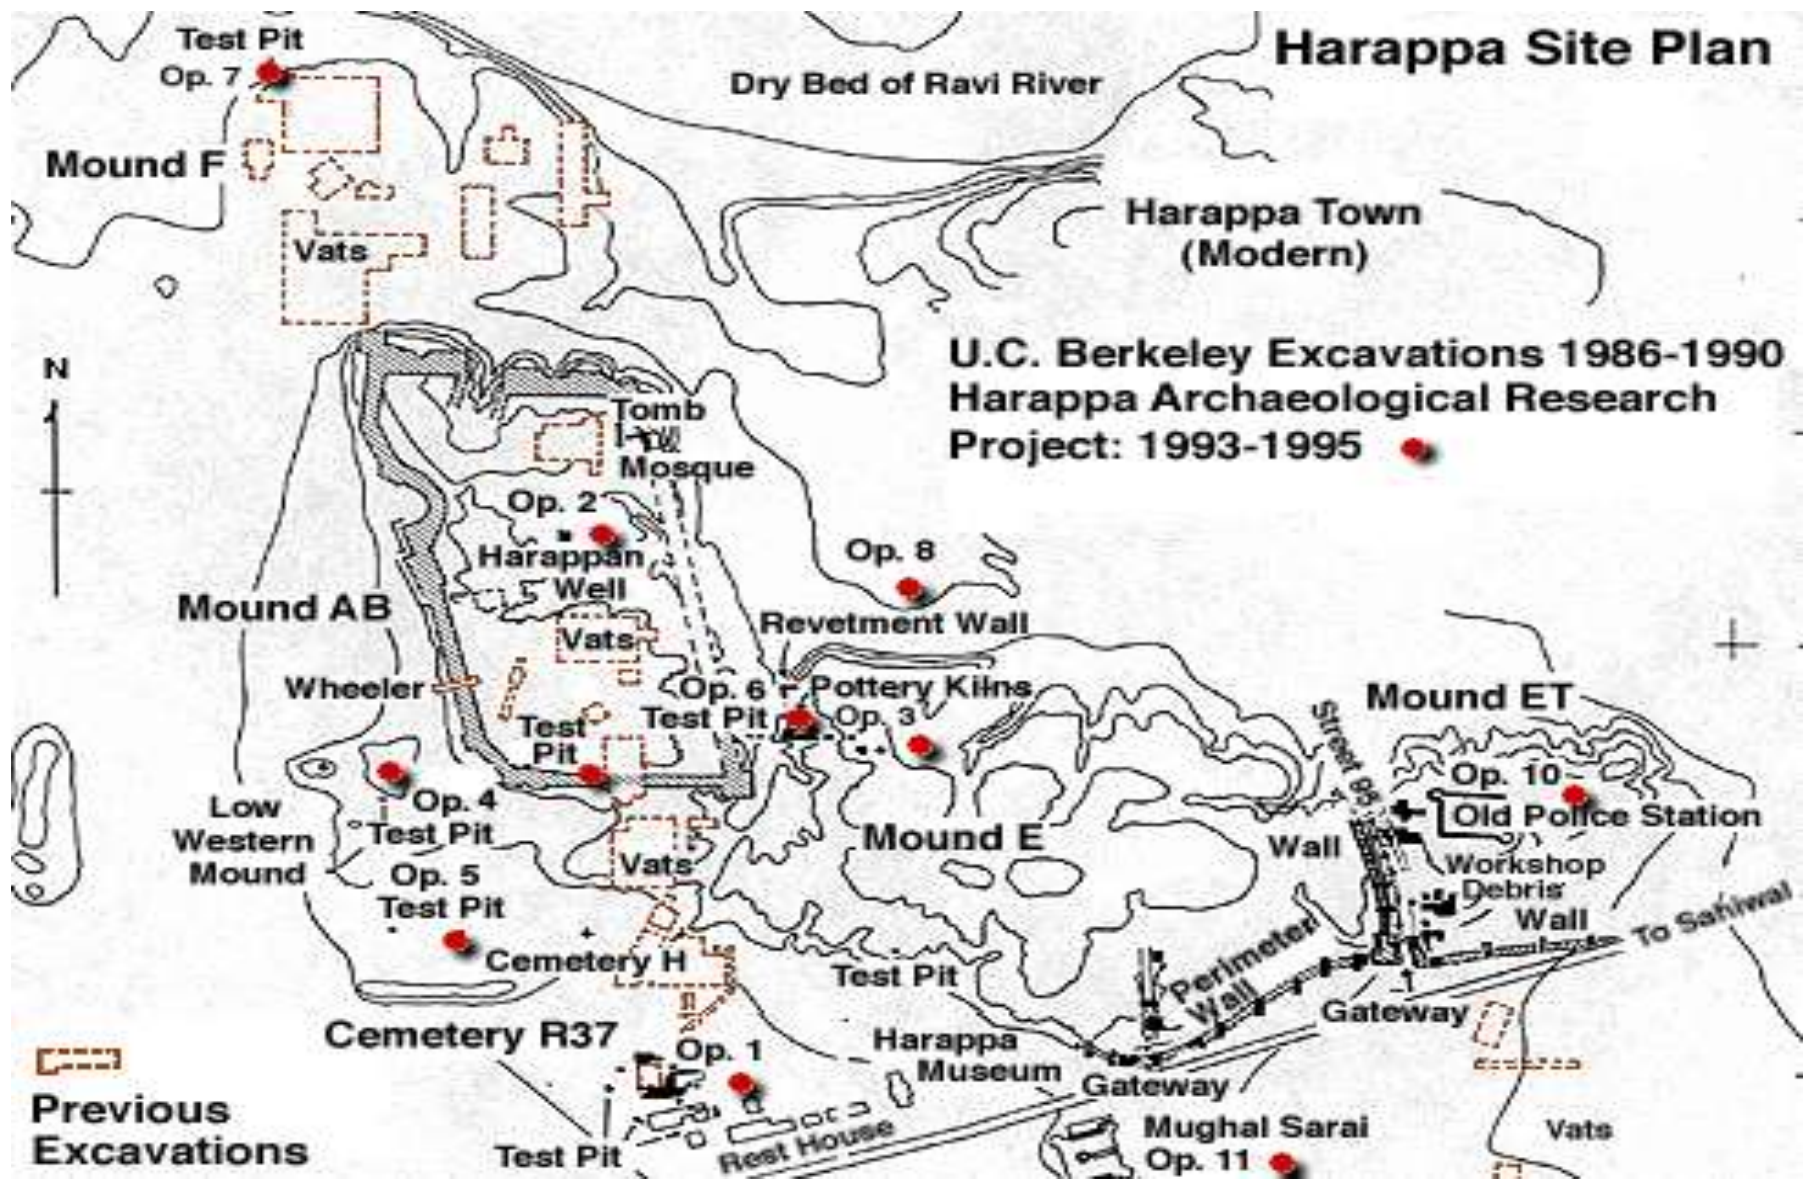 Harappa Site Plan
Test Pit
Op. 7
Dry Bed of Ravi River
Mound F
Harappa Town
(Modern)
Vats
N
U.C. Berkeley Excavations 1986-1990
Harappa Archaeological Research
Project: 1993-1995
Tomb
Mosque
Op. 2
Harappan
Well
Op. 8
Mound AB
Revetment Wall
Vats
Wheeler
Op. 6
Test Pit
Pottery Kilns
Op. 3
Mound ET
Test
Pit
Street
Op. 10
Old Police Station
Op. 4
Test Pit
Low
Western
Mound
Mound E
Wall
Workshop
Debris
Vats
Op. 5
Test Pit
Wall
To Sahiwal
Cemetery H
Test Pit
Perimeter
Wall
Gateway
Cemetery R37
Op. 1
Harappa
Museum
Gateway
Previous
Excavations
Test Pit
Rest House
Mughal Sarai
Op. 11
Vats